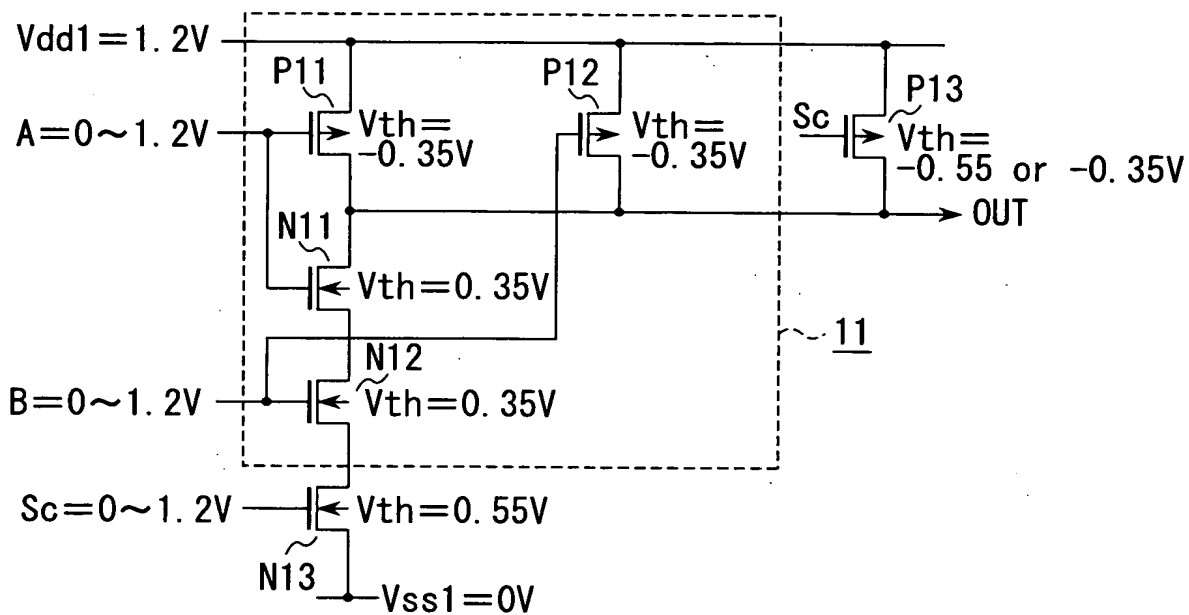 Vdd1=1.2V
P11
P12
P13
A=0~1.2V
Vth=
-0.35V
Vth=
-0.35V
Sc
Vth=
-0.55 or -0.35V
OUT
N11
Vth=0.35V
11
N12
B=0~1.2V
Vth=0.35V
Sc=0~1.2V
Vth=0.55V
N13
Vss1=0V